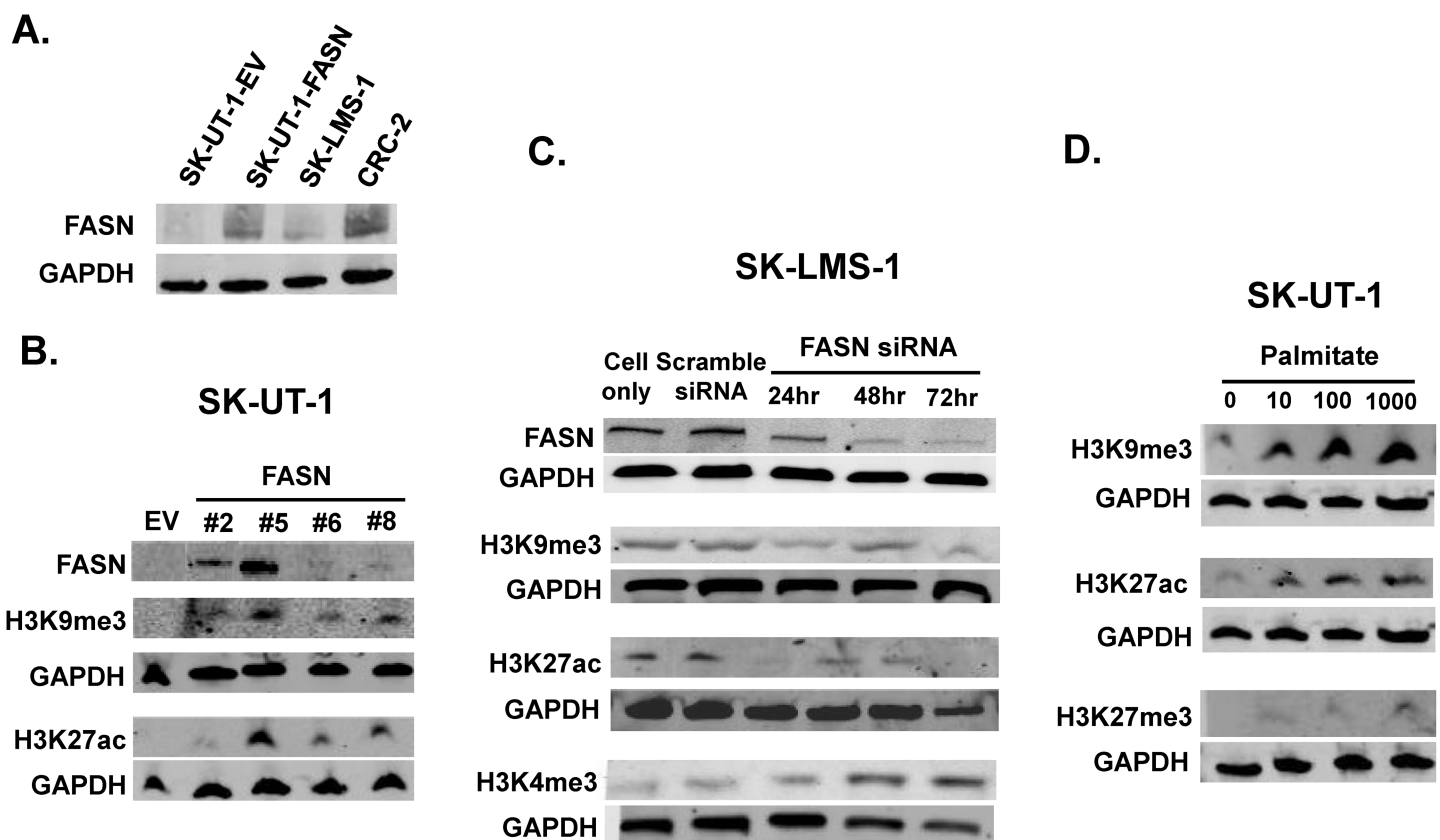 A.
SK-UT-1-EV
SK-UT-1-FASN
SK-LMS-1
CRC-2
FASN
GAPDH
B.
SK-UT-1
FASN
EV #2 #5 #6 #8
FASN
H3K9me3
GAPDH
H3K27ac
GAPDH
C.
SK-LMS-1
Cell only
Scramble siRNA
FASN siRNA
24hr 48hr 72hr
FASN
GAPDH
H3K9me3
GAPDH
H3K27ac
GAPDH
H3K4me3
GAPDH
D.
SK-UT-1
Palmitate
0 10 100 1000
H3K9me3
GAPDH
H3K27ac
GAPDH
H3K27me3
GAPDH